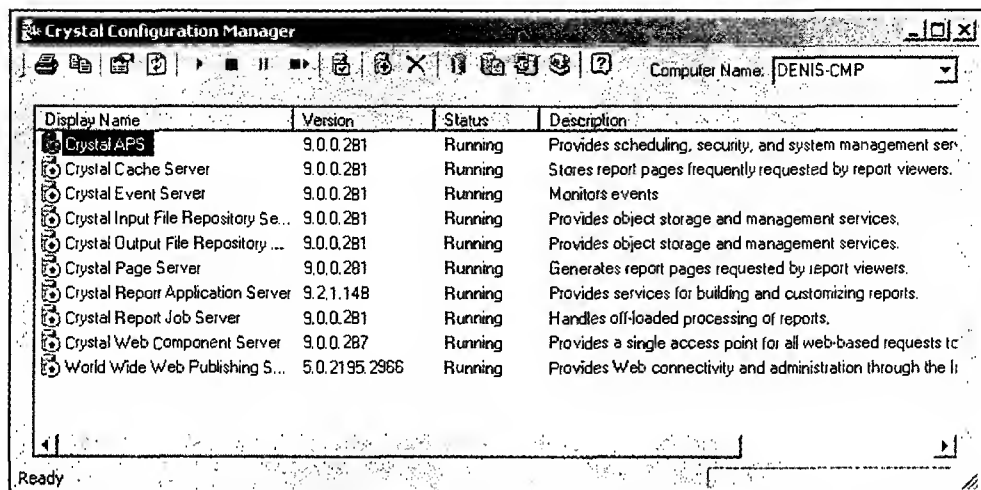 Crystal Configuration Manager
Computer Name: DENIS-CMP
Display Name Version Status Description
Crystal APS 9.0.0.281 Running Provides scheduling, security, and system management ser
Crystal Cache Server 9.0.0.281 Running Stores report pages frequently requested by report viewers.
Crystal Event Server 9.0.0.281 Running Monitors events
Crystal Input File Repository Se... 9.0.0.281 Running Provides object storage and management services.
Crystal Output File Repository ... 9.0.0.281 Running Provides object storage and management services.
Crystal Page Server 9.0.0.281 Running Generates report pages requested by report viewers.
Crystal Report Application Server 9.2.1.148 Running Provides services for building and customizing reports.
Crystal Report Job Server 9.0.0.281 Running Handles off-loaded processing of reports.
Crystal Web Component Server 9.0.0.287 Running Provides a single access point for all web-based requests to
World Wide Web Publishing S... 5.0.2195.2966 Running Provides Web connectivity and administration through the
Ready